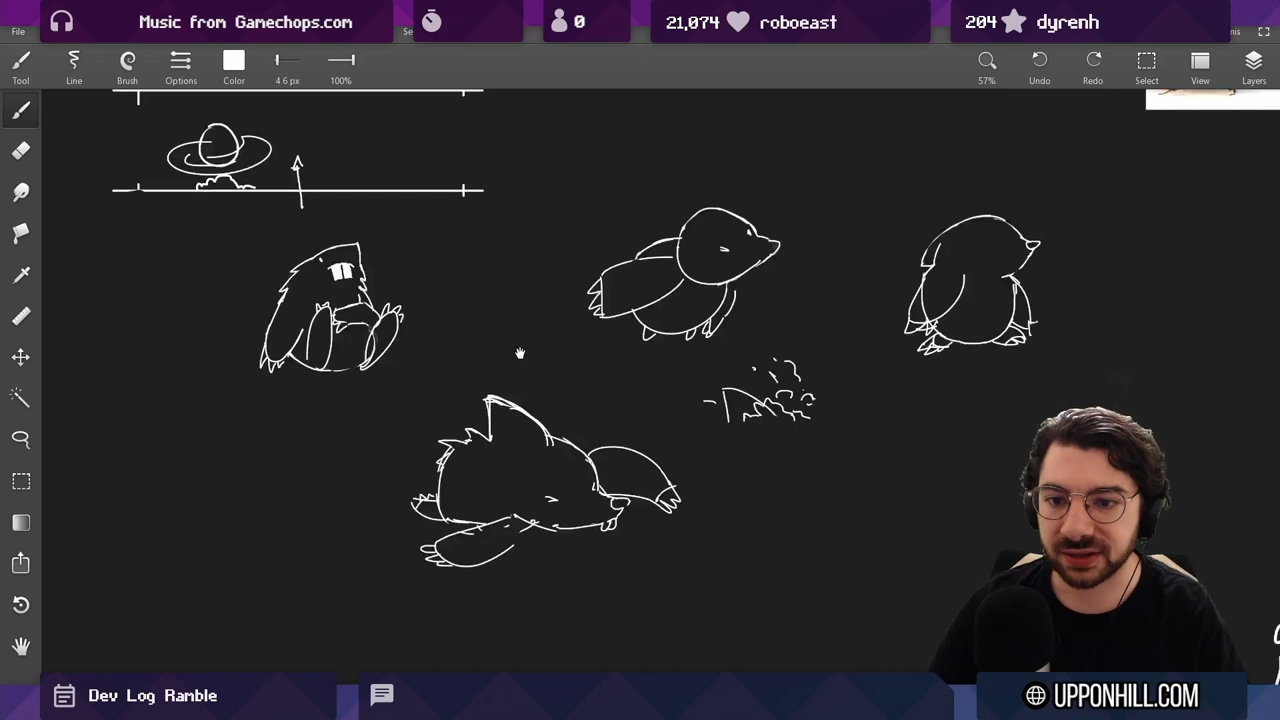 Music from Gamechops.com
0
21,074 roboeast
204 dyrenh
File
Tool
Line
Brush
Options
Color
4.6 px
100%
57%
Undo
Redo
Select
View
Layers
Dev Log Ramble
UPPONHILL.COM